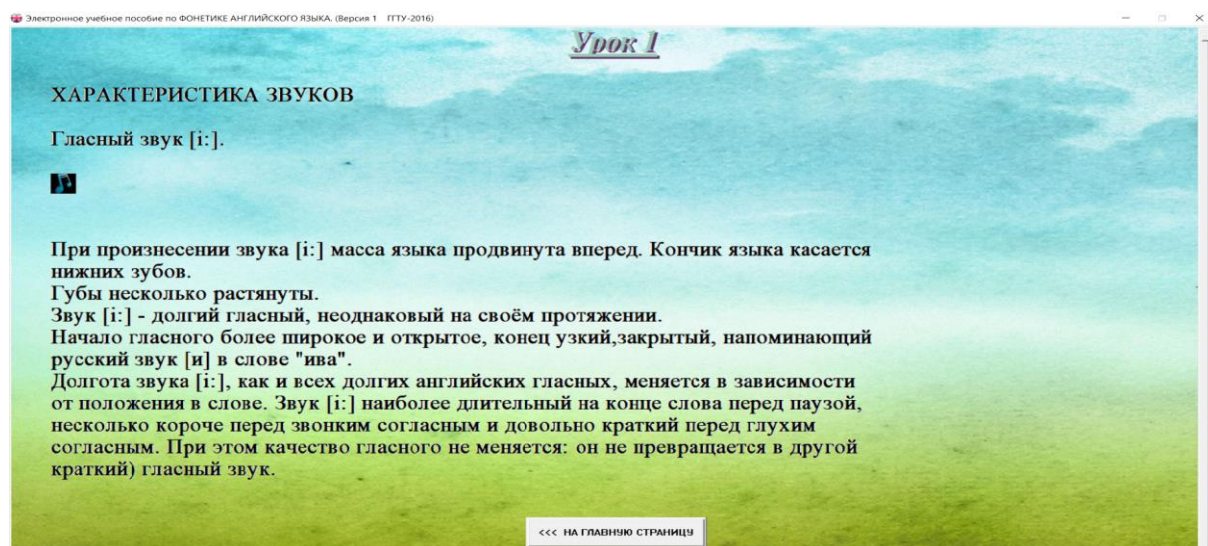 Электронное учебное пособие по ФОНЕТИКЕ АНГЛИЙСКОГО ЯЗЫКА. (Версия 1 ГГТУ-2016)
Урок 1
ХАРАКТЕРИСТИКА ЗВУКОВ
Гласный звук [i:].
При произнесении звука [i:] масса языка продвинута вперед. Кончик языка касается
нижних зубов.
Губы несколько растянуты.
Звук [i:] - долгий гласный, неоднаковый на своём протяжении.
Начало гласного более широкое и открытое, конец узкий,закрытый, напоминающий
русский звук [и] в слове "ива".
Долгота звука [i:], как и всех долгих английских гласных, меняется в зависимости
от положения в слове. Звук [i:] наиболее длительный на конце слова перед паузой,
несколько короче перед звонким согласным и довольно краткий перед глухим
согласным. При этом качество гласного не меняется: он не превращается в другой
краткий) гласный звук.
<<< НА ГЛАВНУЮ СТРАНИЦУ